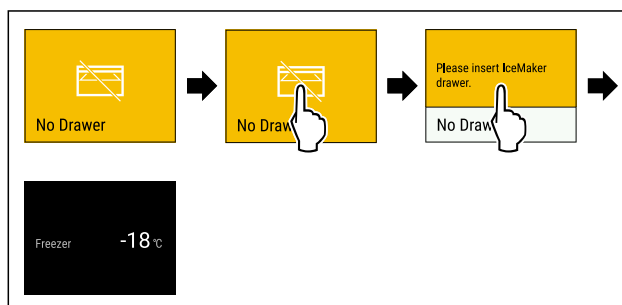 No Drawer
No Draw
Please insert IceMaker
drawer.
No Draw
Freezer -18 °C